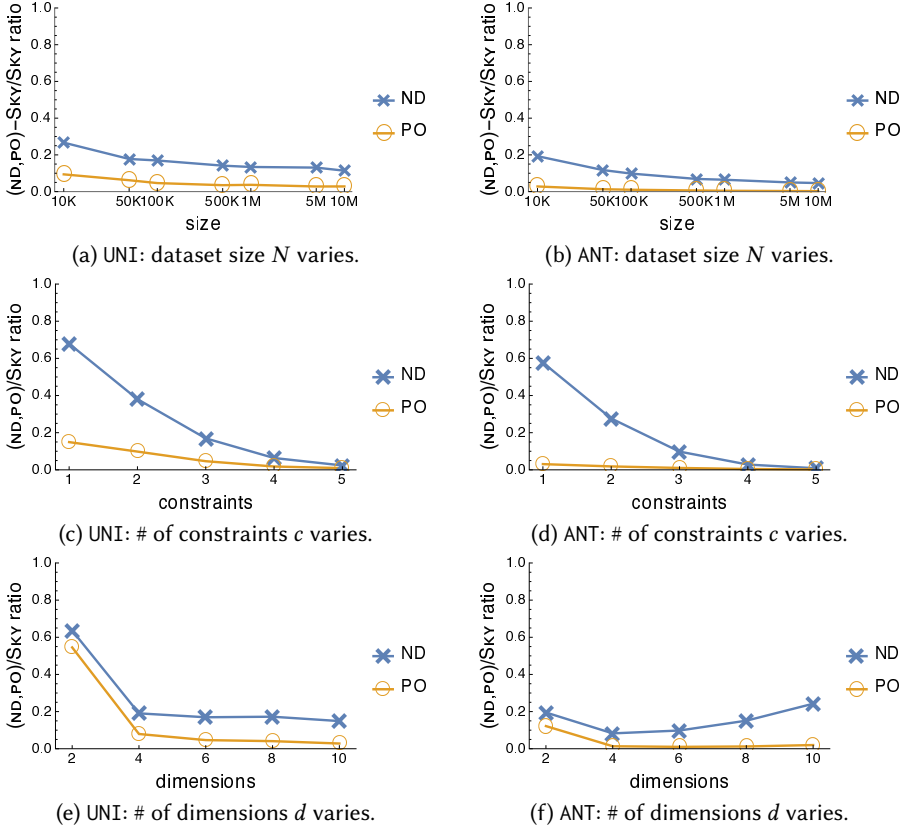 (ND,PO)–SKY/SKY ratio
1.0
0.8
0.6
0.4
0.2
0.0
10K 50K 100K 500K 1M 5M 10M
size
ND
PO
(a) UNI: dataset size N varies.
(ND,PO)–SKY/SKY ratio
1.0
0.8
0.6
0.4
0.2
0.0
10K 50K 100K 500K 1M 5M 10M
size
ND
PO
(b) ANT: dataset size N varies.
(ND,PO)/SKY ratio
1.0
0.8
0.6
0.4
0.2
0.0
1 2 3 4 5
constraints
ND
PO
(c) UNI: # of constraints c varies.
(ND,PO)/SKY ratio
1.0
0.8
0.6
0.4
0.2
0.0
1 2 3 4 5
constraints
ND
PO
(d) ANT: # of constraints c varies.
(ND,PO)/SKY ratio
1.0
0.8
0.6
0.4
0.2
0.0
2 4 6 8 10
dimensions
ND
PO
(e) UNI: # of dimensions d varies.
(ND,PO)/SKY ratio
1.0
0.8
0.6
0.4
0.2
0.0
2 4 6 8 10
dimensions
ND
PO
(f) ANT: # of dimensions d varies.